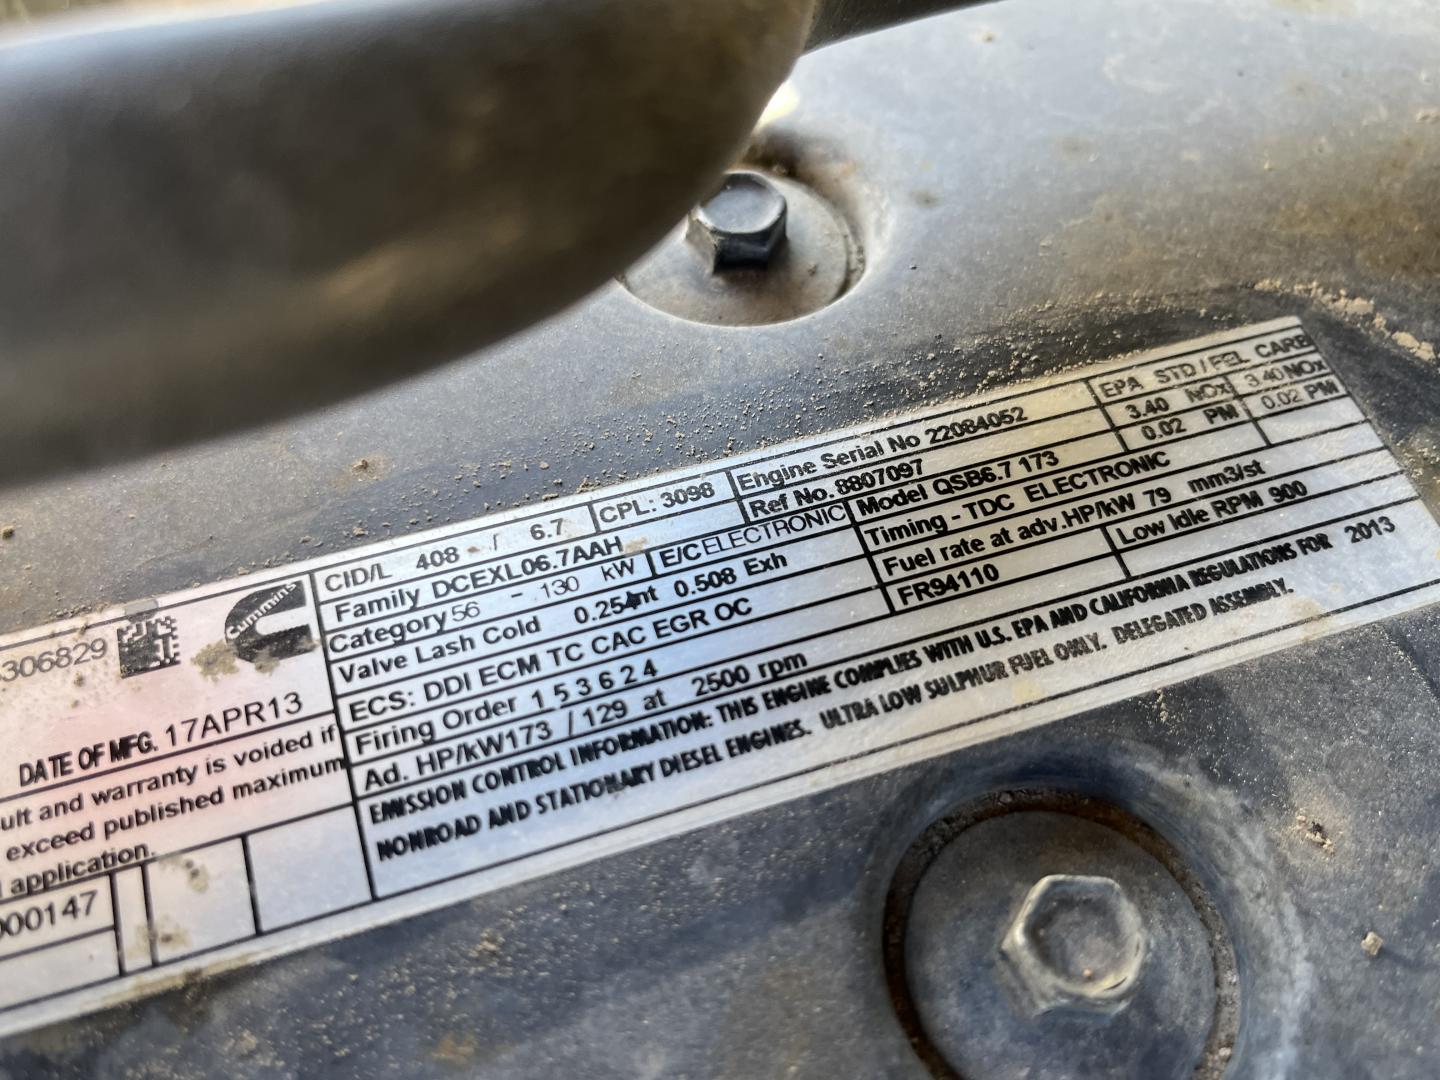 306829
Cummins
DATE OF MFG. 17APR13
ult and warranty is voided if
exceed published maximum
application.
000147
CID/L 408 / 6.7
CPL: 3098
Engine Serial No 22084052
EPA STD / FEL CARB
Family DCEXL06.7AAH
Ref No. 8807097
3.40 NOx 3.40 NOx
Category 56 - 130 kW
E/C ELECTRONIC
Model QSB6.7 173
0.02 PM 0.02 PM
Valve Lash Cold 0.254 Int 0.508 Exh
Timing - TDC ELECTRONIC
ECS: DDI ECM TC CAC EGR OC
Fuel rate at adv.HP/kW 79 mm3/st
Firing Order 1 5 3 6 2 4
FR94110
Low Idle RPM 900
Ad. HP/kW 173 / 129 at 2500 rpm
EMISSION CONTROL INFORMATION: THIS ENGINE COMPLIES WITH U.S. EPA AND CALIFORNIA REGULATIONS FOR 2013
NONROAD AND STATIONARY DIESEL ENGINES. ULTRA LOW SULPHUR FUEL ONLY. DELEGATED ASSEMBLY.